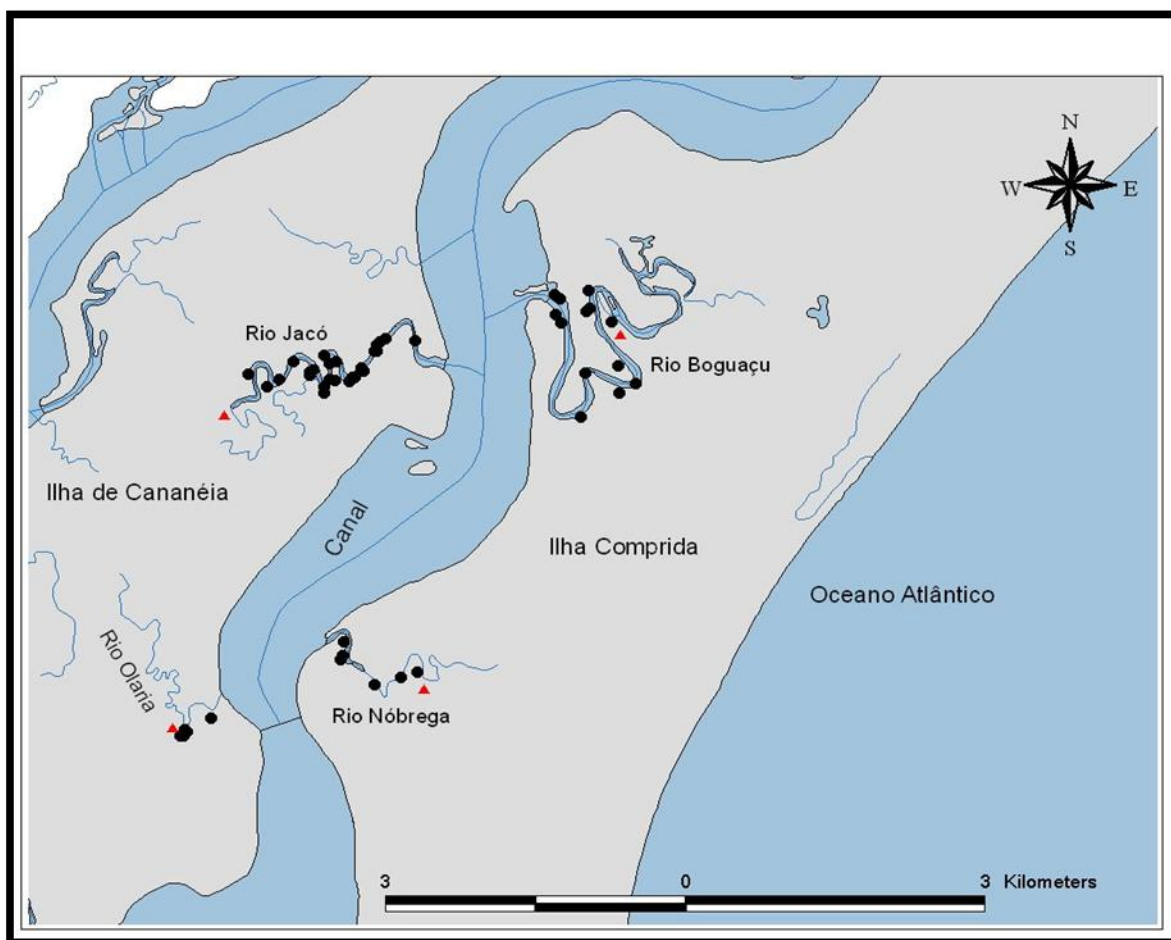 N
W
E
S
Rio Jacó
Rio Boguaçu
Ilha de Cananéia
Canal
Ilha Comprida
Oceano Atlântico
Rio Olaria
Rio Nóbrega
3 0 3 Kilometers